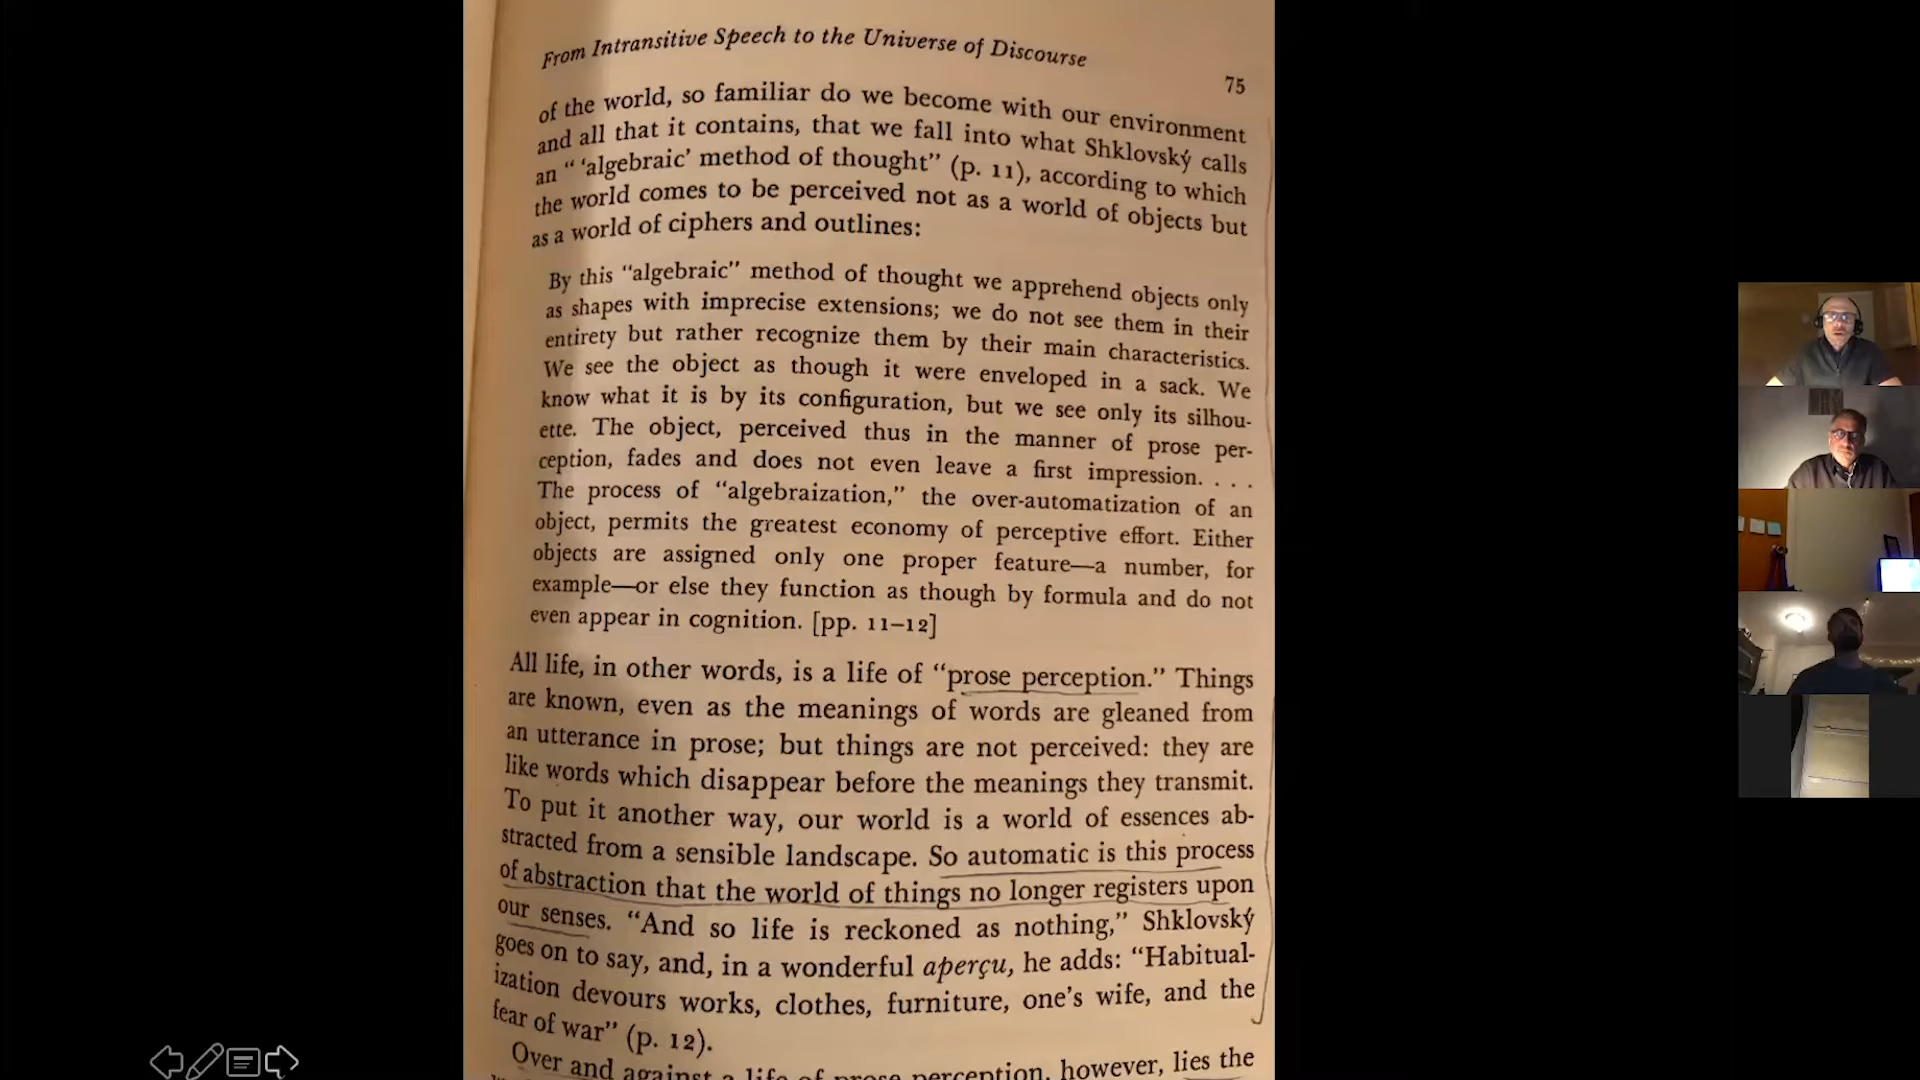 From Intransitive Speech to the Universe of Discourse
75
of the world, so familiar do we become with our environment
and all that it contains, that we fall into what Shklovský calls
an “ ‘algebraic’ method of thought” (p. 11), according to which
the world comes to be perceived not as a world of objects but
as a world of ciphers and outlines:
By this “algebraic” method of thought we apprehend objects only
as shapes with imprecise extensions; we do not see them in their
entirety but rather recognize them by their main characteristics.
We see the object as though it were enveloped in a sack. We
know what it is by its configuration, but we see only its silhou-
ette. The object, perceived thus in the manner of prose per-
ception, fades and does not even leave a first impression. . . .
The process of “algebraization,” the over-automatization of an
object, permits the greatest economy of perceptive effort. Either
objects are assigned only one proper feature—a number, for
example—or else they function as though by formula and do not
even appear in cognition. [pp. 11–12]
All life, in other words, is a life of “prose perception.” Things
are known, even as the meanings of words are gleaned from
an utterance in prose; but things are not perceived: they are
like words which disappear before the meanings they transmit.
To put it another way, our world is a world of essences ab-
stracted from a sensible landscape. So automatic is this process
of abstraction that the world of things no longer registers upon
our senses. “And so life is reckoned as nothing,” Shklovský
goes on to say, and, in a wonderful aperçu, he adds: “Habitual-
ization devours works, clothes, furniture, one’s wife, and the
fear of war” (p. 12).
Over and against a life of prose perception, however, lies the